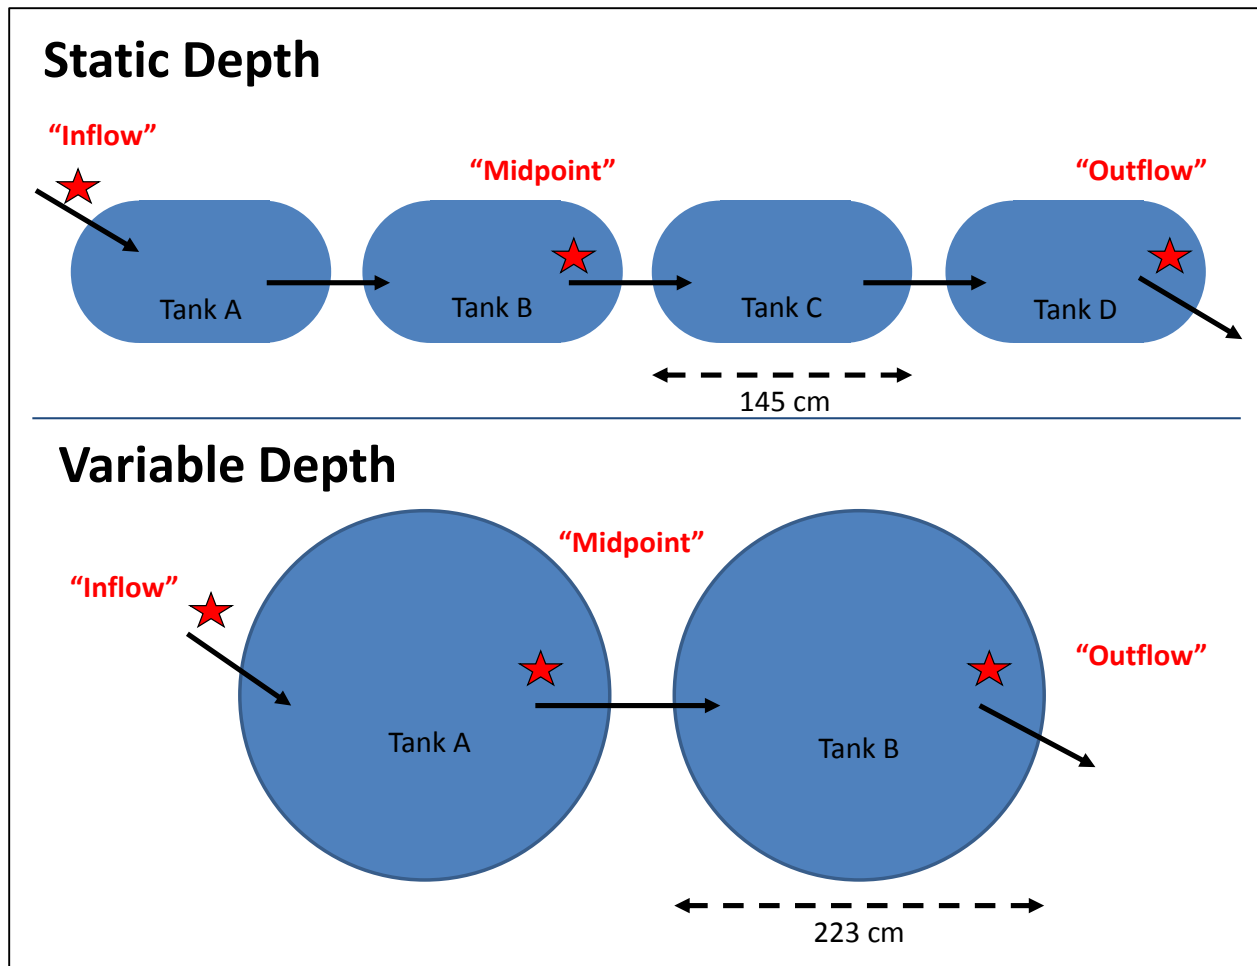 Static Depth
“Inflow”
“Midpoint”
“Outflow”
Tank A
Tank B
Tank C
Tank D
145 cm
Variable Depth
“Midpoint”
“Inflow”
“Outflow”
Tank A
Tank B
223 cm